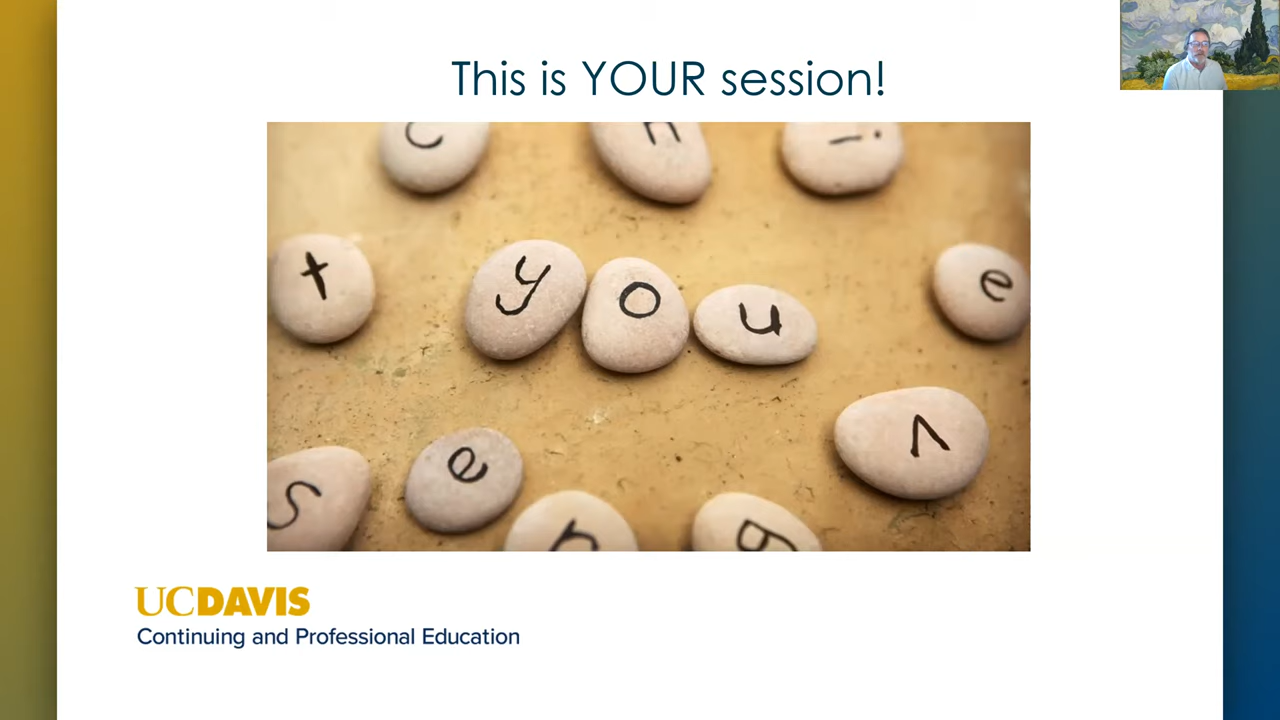 This is YOUR session!
c n
t you e
s e
r
UCDAVIS
Continuing and Professional Education